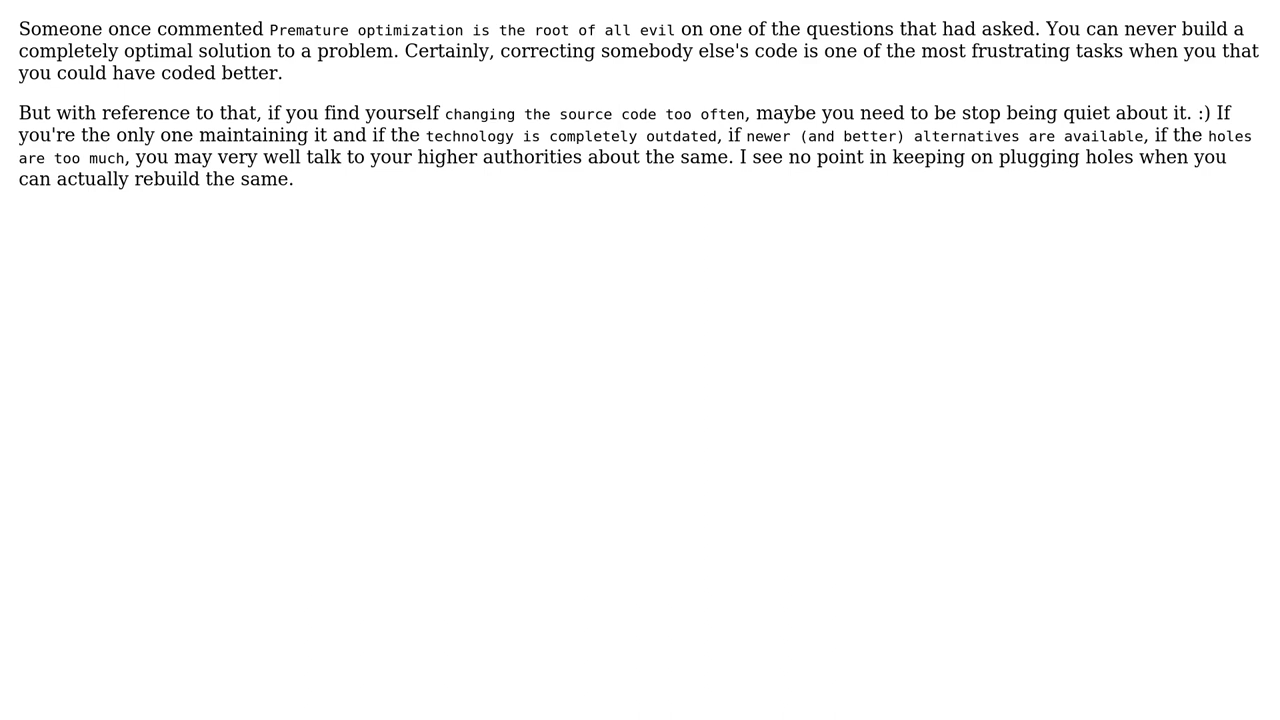 Someone once commented Premature optimization is the root of all evil on one of the questions that had asked. You can never build a
completely optimal solution to a problem. Certainly, correcting somebody else's code is one of the most frustrating tasks when you that
you could have coded better.
But with reference to that, if you find yourself changing the source code too often, maybe you need to be stop being quiet about it. :) If
you're the only one maintaining it and if the technology is completely outdated, if newer (and better) alternatives are available, if the holes
are too much, you may very well talk to your higher authorities about the same. I see no point in keeping on plugging holes when you
can actually rebuild the same.